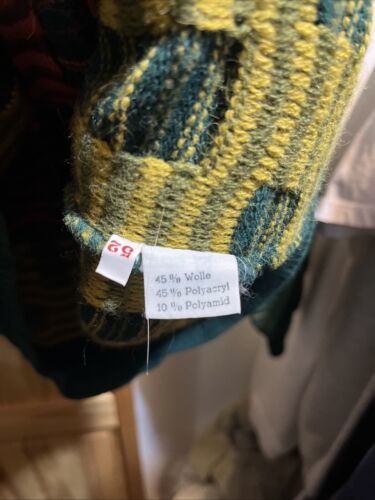 52
45 % Wolle
45 % Polyacryl
10 % Polyamid